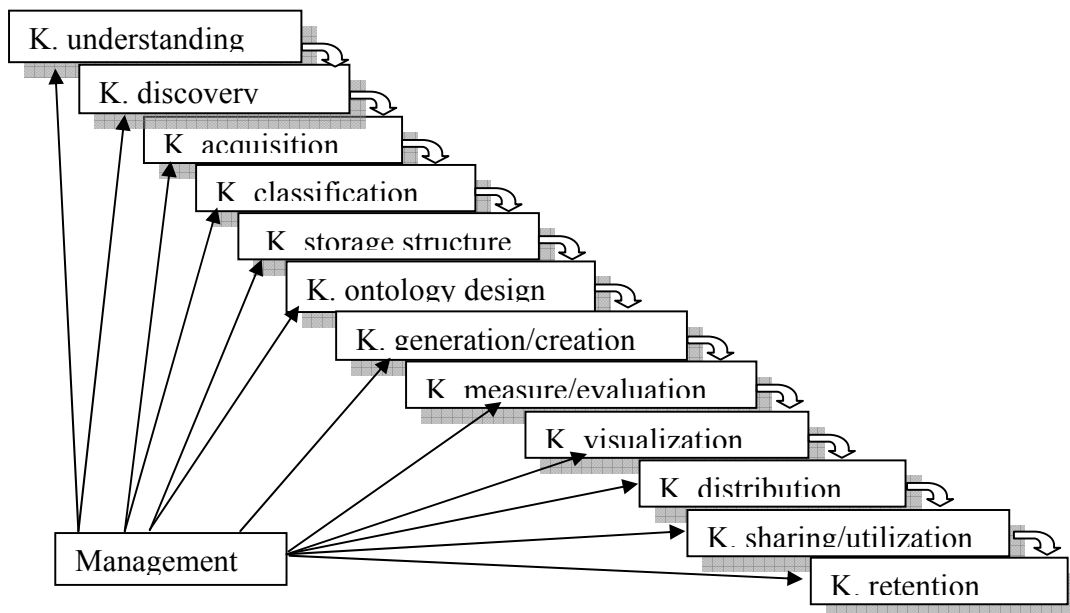 K. understanding
K. discovery
K. acquisition
K. classification
K. storage structure
K. ontology design
K. generation/creation
K. measure/evaluation
K. visualization
K. distribution
K. sharing/utilization
Management
K. retention